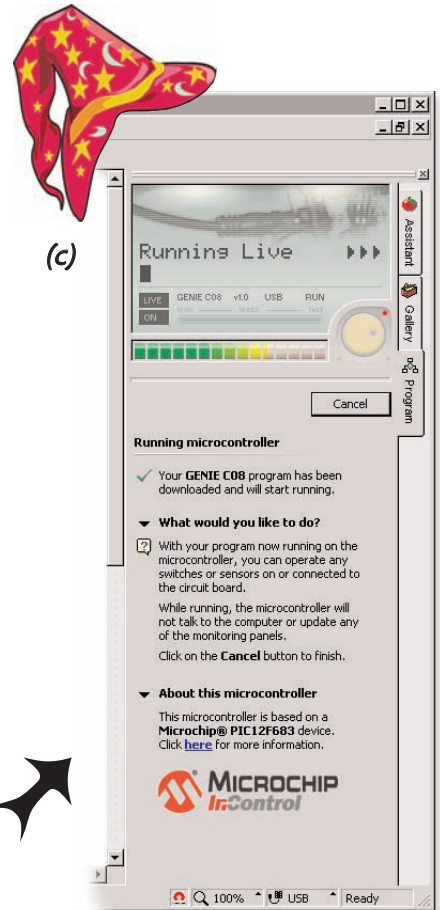 (c)
Running Live
LIVE GENIE C08 v1.0 USB RUN
ON
Assistant
Gallery
Program
Cancel
Running microcontroller
Your GENIE C08 program has been
downloaded and will start running.
What would you like to do?
With your program now running on the
microcontroller, you can operate any
switches or sensors on or connected to
the circuit board.
While running, the microcontroller will
not talk to the computer or update any
of the monitoring panels.
Click on the Cancel button to finish.
About this microcontroller
This microcontroller is based on a
Microchip® PIC12F683 device.
Click here for more information.
MICROCHIP
InControl
100% USB Ready